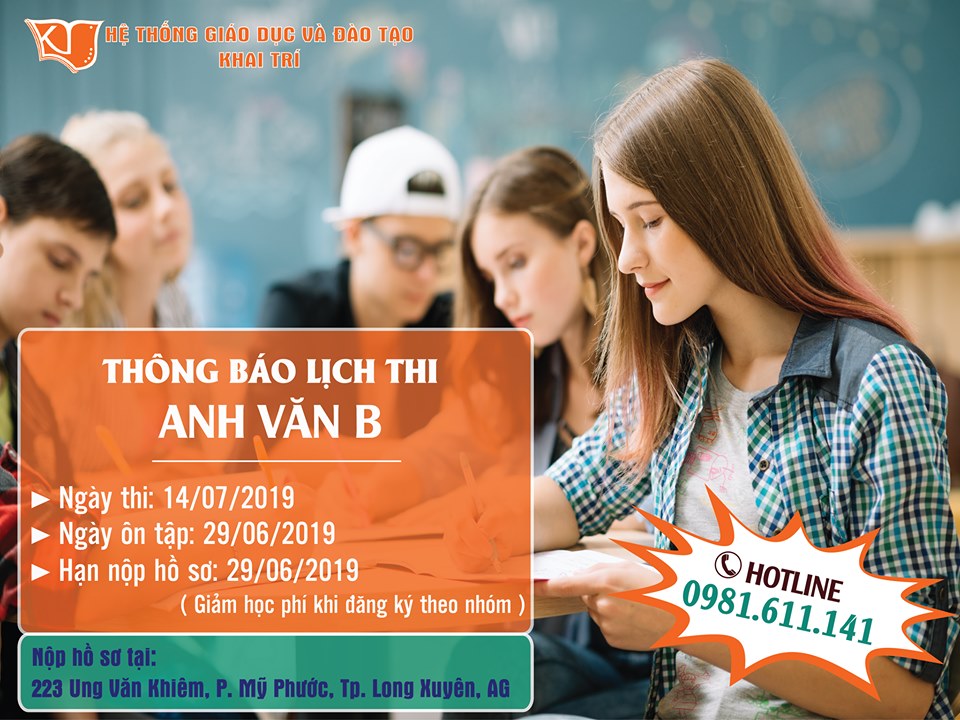 KT
HỆ THỐNG GIÁO DỤC VÀ ĐÀO TẠO
KHAI TRÍ
THÔNG BÁO LỊCH THI
ANH VĂN B
► Ngày thi: 14/07/2019
► Ngày ôn tập: 29/06/2019
► Hạn nộp hồ sơ: 29/06/2019
( Giảm học phí khi đăng ký theo nhóm )
HOTLINE
0981.611.141
Nộp hồ sơ tại:
223 Ung Văn Khiêm, P. Mỹ Phước, Tp. Long Xuyên, AG